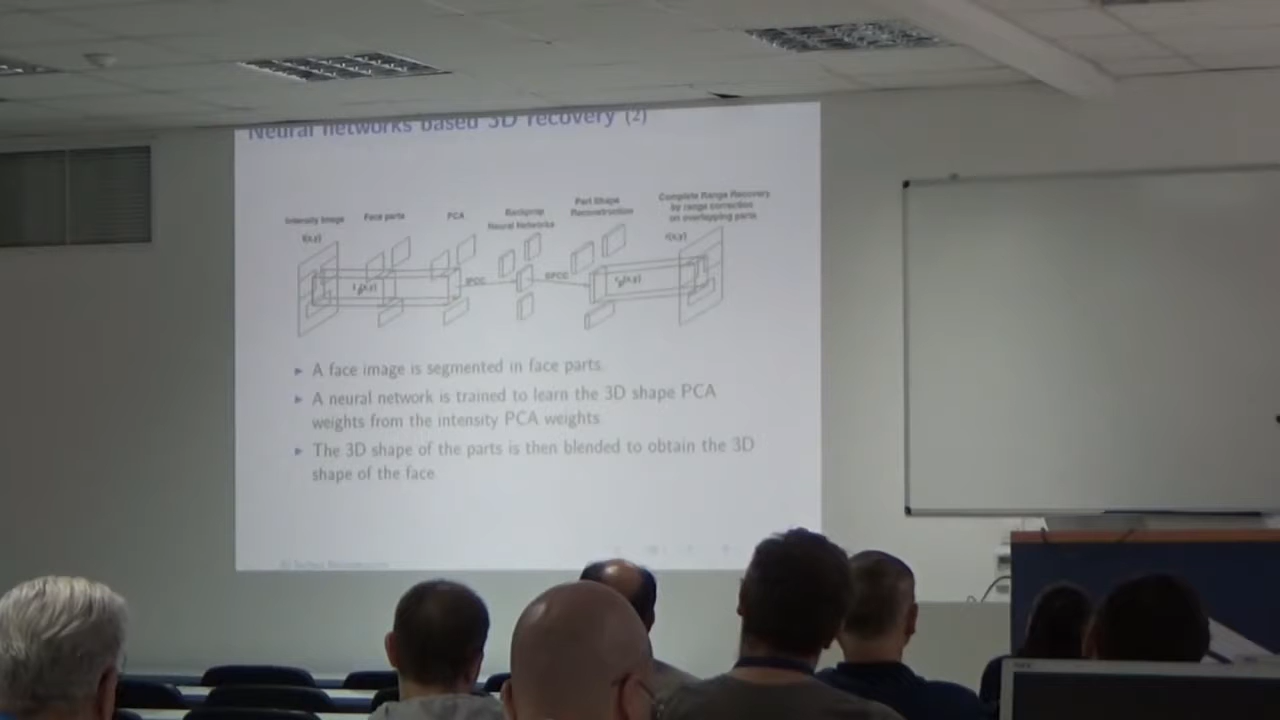 Neural networks based 3D recovery (2)
Intensity Image
Face parts
PCA
Backprop
Neural Networks
Part Shape
Reconstruction
Complete Range Recovery
by range correction
on overlapping parts
A face image is segmented in face parts.
A neural network is trained to learn the 3D shape PCA
weights from the intensity PCA weights
The 3D shape of the parts is then blended to obtain the 3D
shape of the face